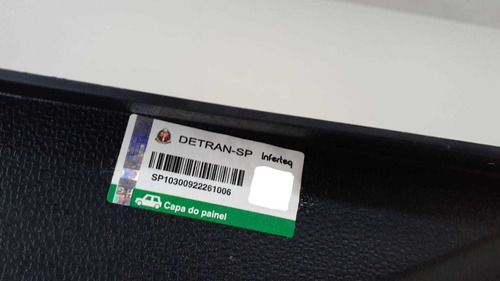 DETRAN-SP Inferteq
SP10300922261006
Capa do painel